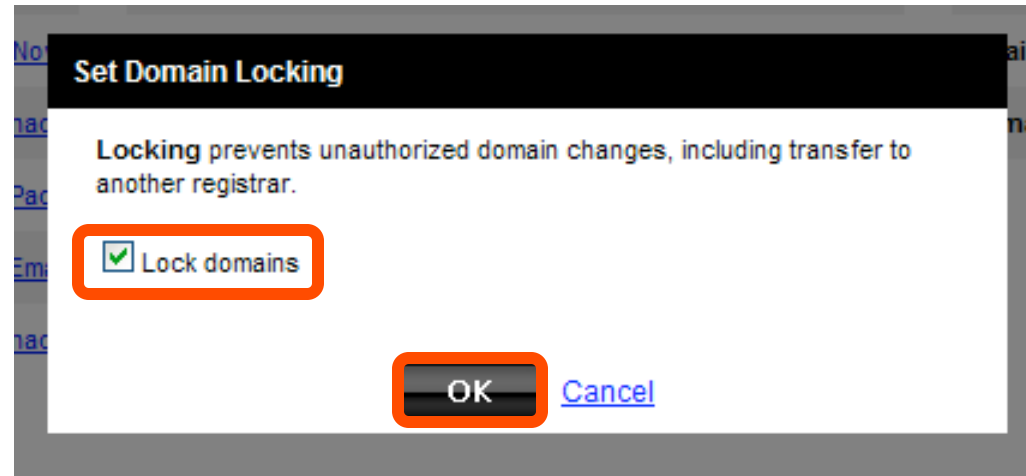 Set Domain Locking
Locking prevents unauthorized domain changes, including transfer to
another registrar.
Lock domains
OK Cancel